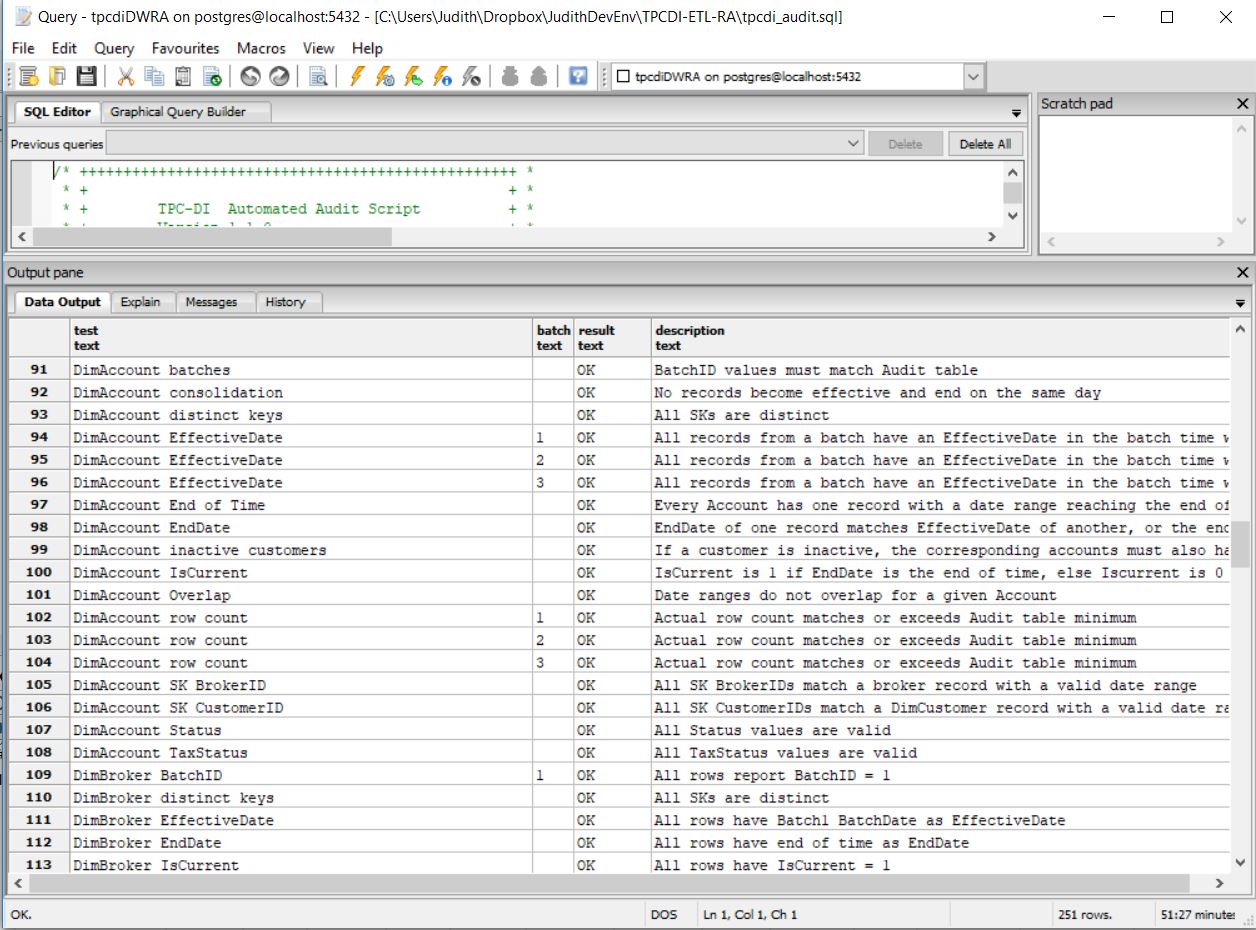 Query - tpcdiDWRA on postgres@localhost:5432 - [C:\Users\Judith\Dropbox\JudithDevEnv\TPCDI-ETL-RA\tpcdi_audit.sql]
File Edit Query Favourites Macros View Help
tpcdiDWRA on postgres@localhost:5432
SQL Editor Graphical Query Builder
Scratch pad
Previous queries Delete Delete All
/* ++++++++++++++++++++++++++++++++++++++++++++++++++ *
* + + *
* + TPC-DI Automated Audit Script + *
Output pane
Data Output Explain Messages History
test batch result description
text text text text
91 DimAccount batches OK BatchID values must match Audit table
92 DimAccount consolidation OK No records become effective and end on the same day
93 DimAccount distinct keys OK All SKs are distinct
94 DimAccount EffectiveDate 1 OK All records from a batch have an EffectiveDate in the batch time
95 DimAccount EffectiveDate 2 OK All records from a batch have an EffectiveDate in the batch time
96 DimAccount EffectiveDate 3 OK All records from a batch have an EffectiveDate in the batch time
97 DimAccount End of Time OK Every Account has one record with a date range reaching the end of
98 DimAccount EndDate OK EndDate of one record matches EffectiveDate of another, or the end
99 DimAccount inactive customers OK If a customer is inactive, the corresponding accounts must also ha
100 DimAccount IsCurrent OK IsCurrent is 1 if EndDate is the end of time, else Iscurrent is 0
101 DimAccount Overlap OK Date ranges do not overlap for a given Account
102 DimAccount row count 1 OK Actual row count matches or exceeds Audit table minimum
103 DimAccount row count 2 OK Actual row count matches or exceeds Audit table minimum
104 DimAccount row count 3 OK Actual row count matches or exceeds Audit table minimum
105 DimAccount SK BrokerID OK All SK BrokerIDs match a broker record with a valid date range
106 DimAccount SK CustomerID OK All SK CustomerIDs match a DimCustomer record with a valid date ra
107 DimAccount Status OK All Status values are valid
108 DimAccount TaxStatus OK All TaxStatus values are valid
109 DimBroker BatchID 1 OK All rows report BatchID = 1
110 DimBroker distinct keys OK All SKs are distinct
111 DimBroker EffectiveDate OK All rows have Batch1 BatchDate as EffectiveDate
112 DimBroker EndDate OK All rows have end of time as EndDate
113 DimBroker IsCurrent OK All rows have IsCurrent = 1
OK. DOS Ln 1, Col 1, Ch 1 251 rows. 51:27 minute